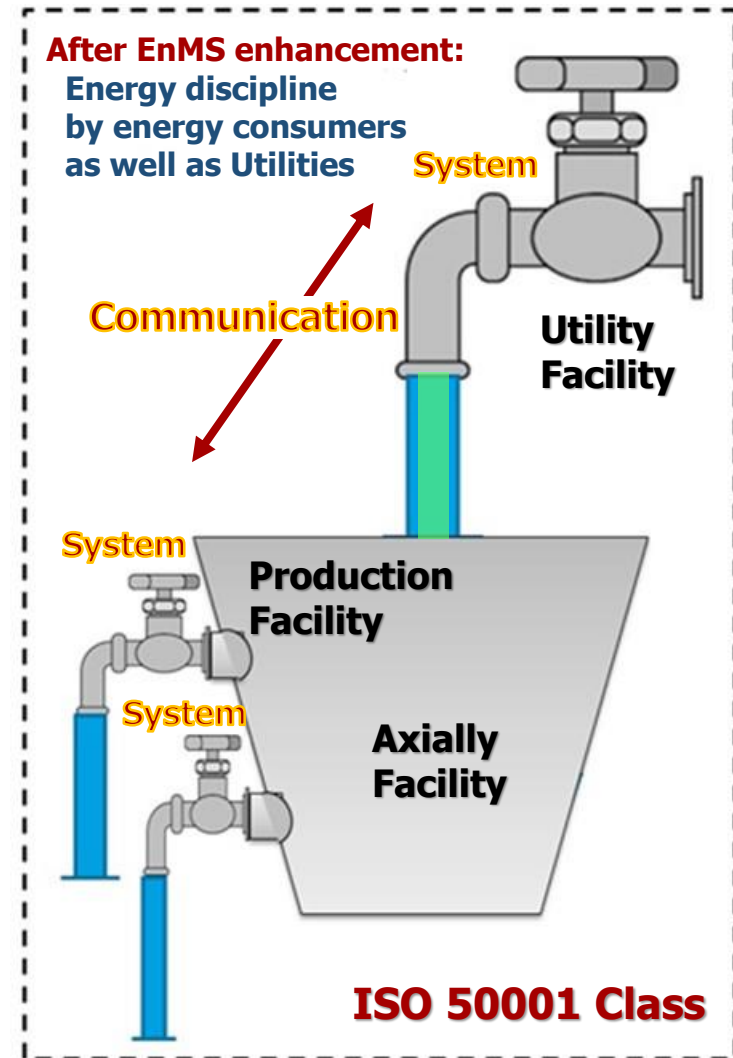 After EnMS enhancement:
Energy discipline
by energy consumers
as well as Utilities
System
Communication
Utility
Facility
System
Production
Facility
System
Axially
Facility
ISO 50001 Class